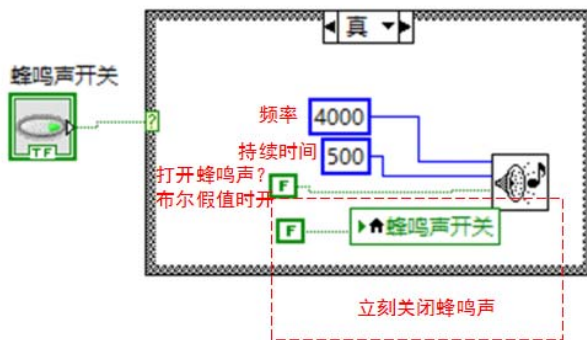 真
蜂鸣声开关
TF
?
频率
4000
持续时间
500
打开蜂鸣声?
F
布尔假值时开
F
蜂鸣声开关
立刻关闭蜂鸣声